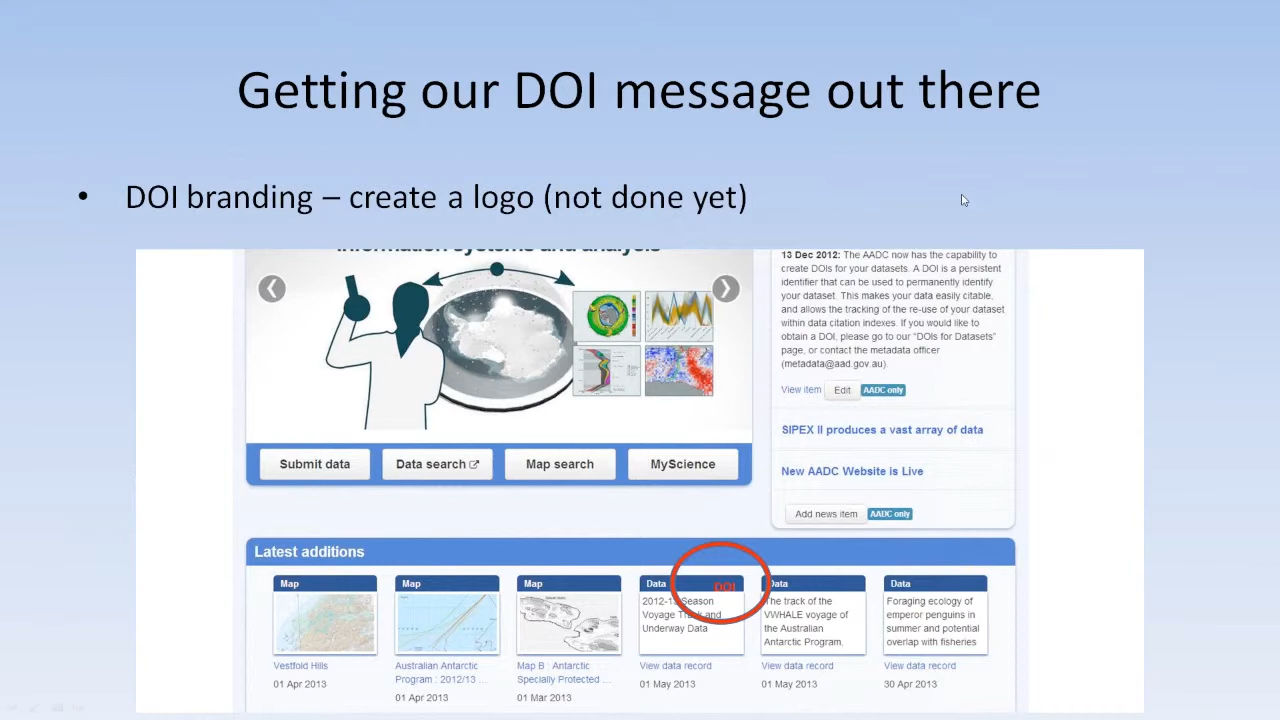 Getting our DOI message out there
• DOI branding – create a logo (not done yet)
information systems and analysis
Submit data
Data search
Map search
MyScience
13 Dec 2012: The AADC now has the capability to
create DOIs for your datasets. A DOI is a persistent
identifier that can be used to permanently identify
your dataset. This makes your data easily citable,
and allows the tracking of the re-use of your dataset
within data citation indexes. If you would like to
obtain a DOI, please go to our "DOIs for Datasets"
page, or contact the metadata officer
(metadata@aad.gov.au).
View item Edit AADC only
SIPEX II produces a vast array of data
New AADC Website is Live
Add news item AADC only
Latest additions
Map
Vestfold Hills
01 Apr 2013
Map
Australian Antarctic
Program : 2012/13 ...
01 Apr 2013
Map
Map B : Antarctic
Specially Protected ...
01 Mar 2013
Data DOI
2012-13 Season
Voyage Track and
Underway Data
View data record
01 May 2013
Data
The track of the
VWHALE voyage of
the Australian
Antarctic Program.
View data record
01 May 2013
Data
Foraging ecology of
emperor penguins in
summer and potential
overlap with fisheries
View data record
30 Apr 2013